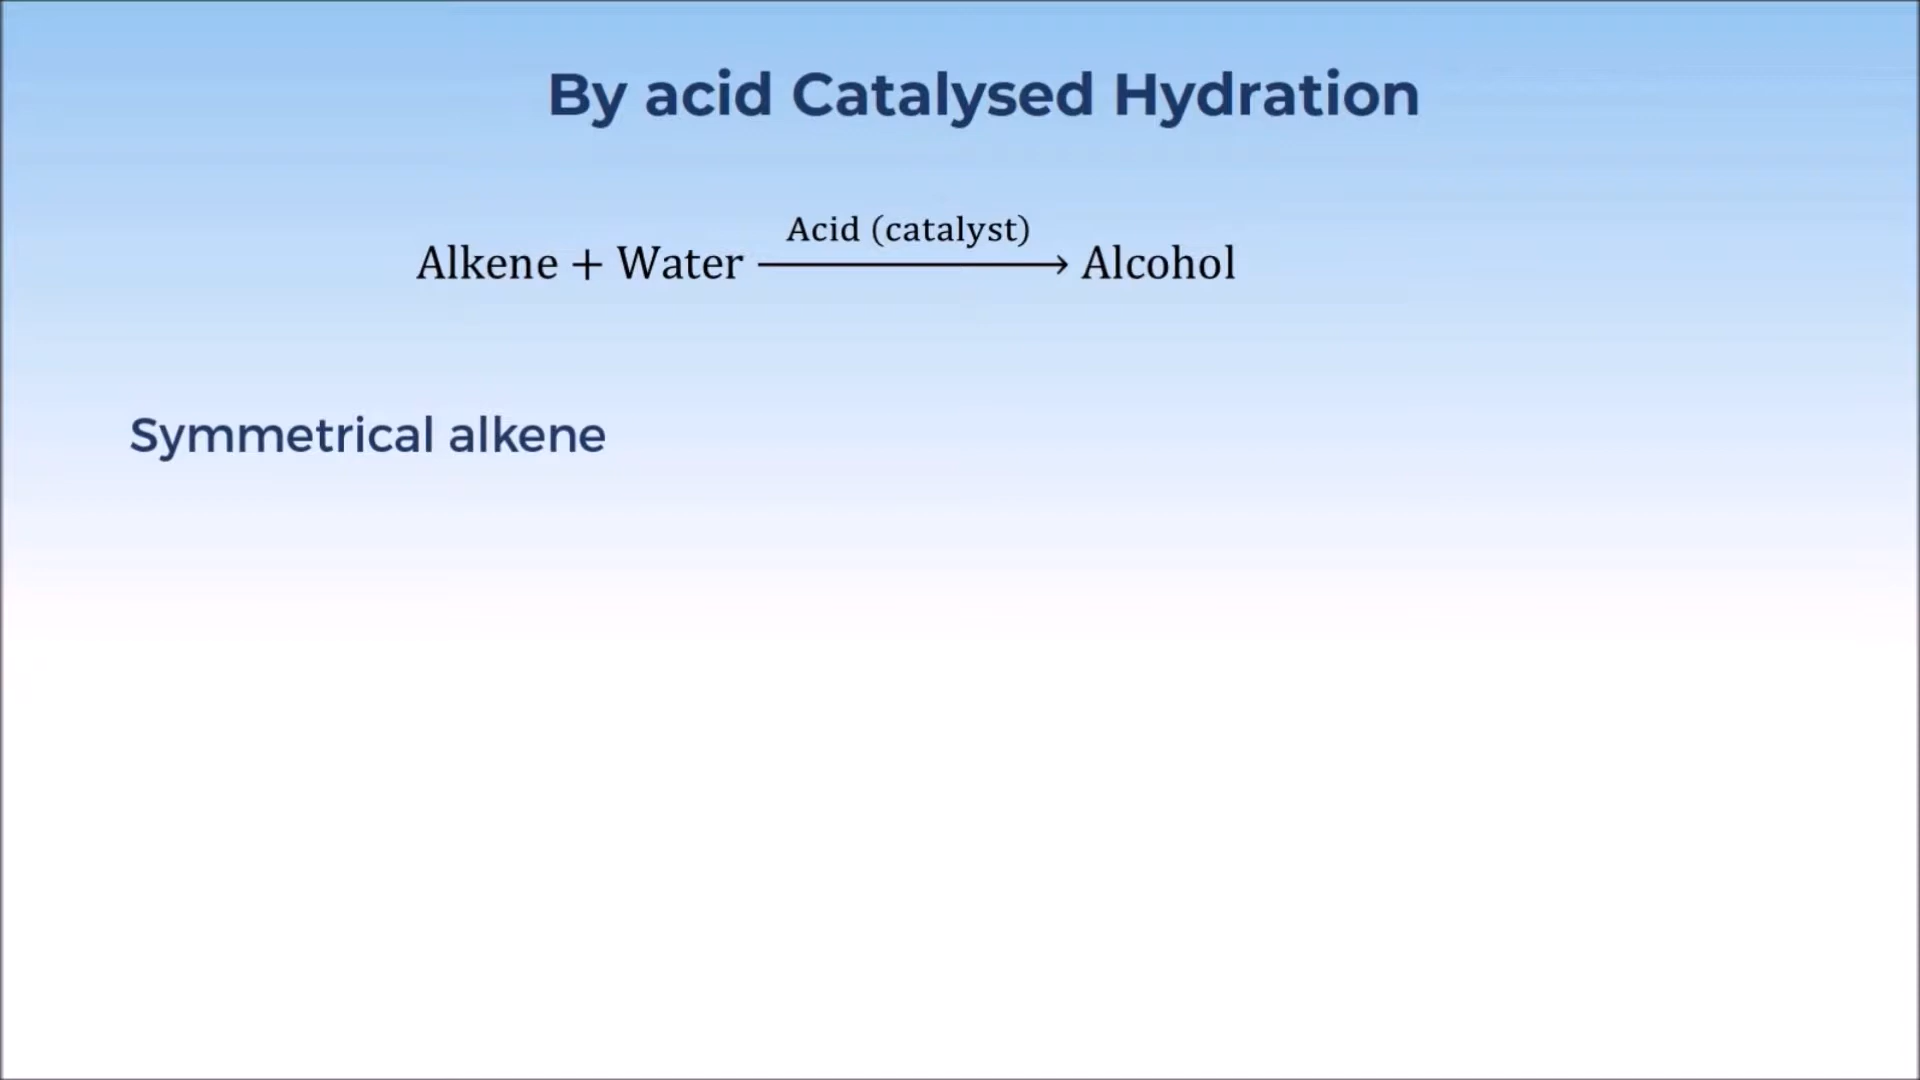 By acid Catalysed Hydration
Acid (catalyst)
Alkene + Water ⟶ Alcohol
Symmetrical alkene